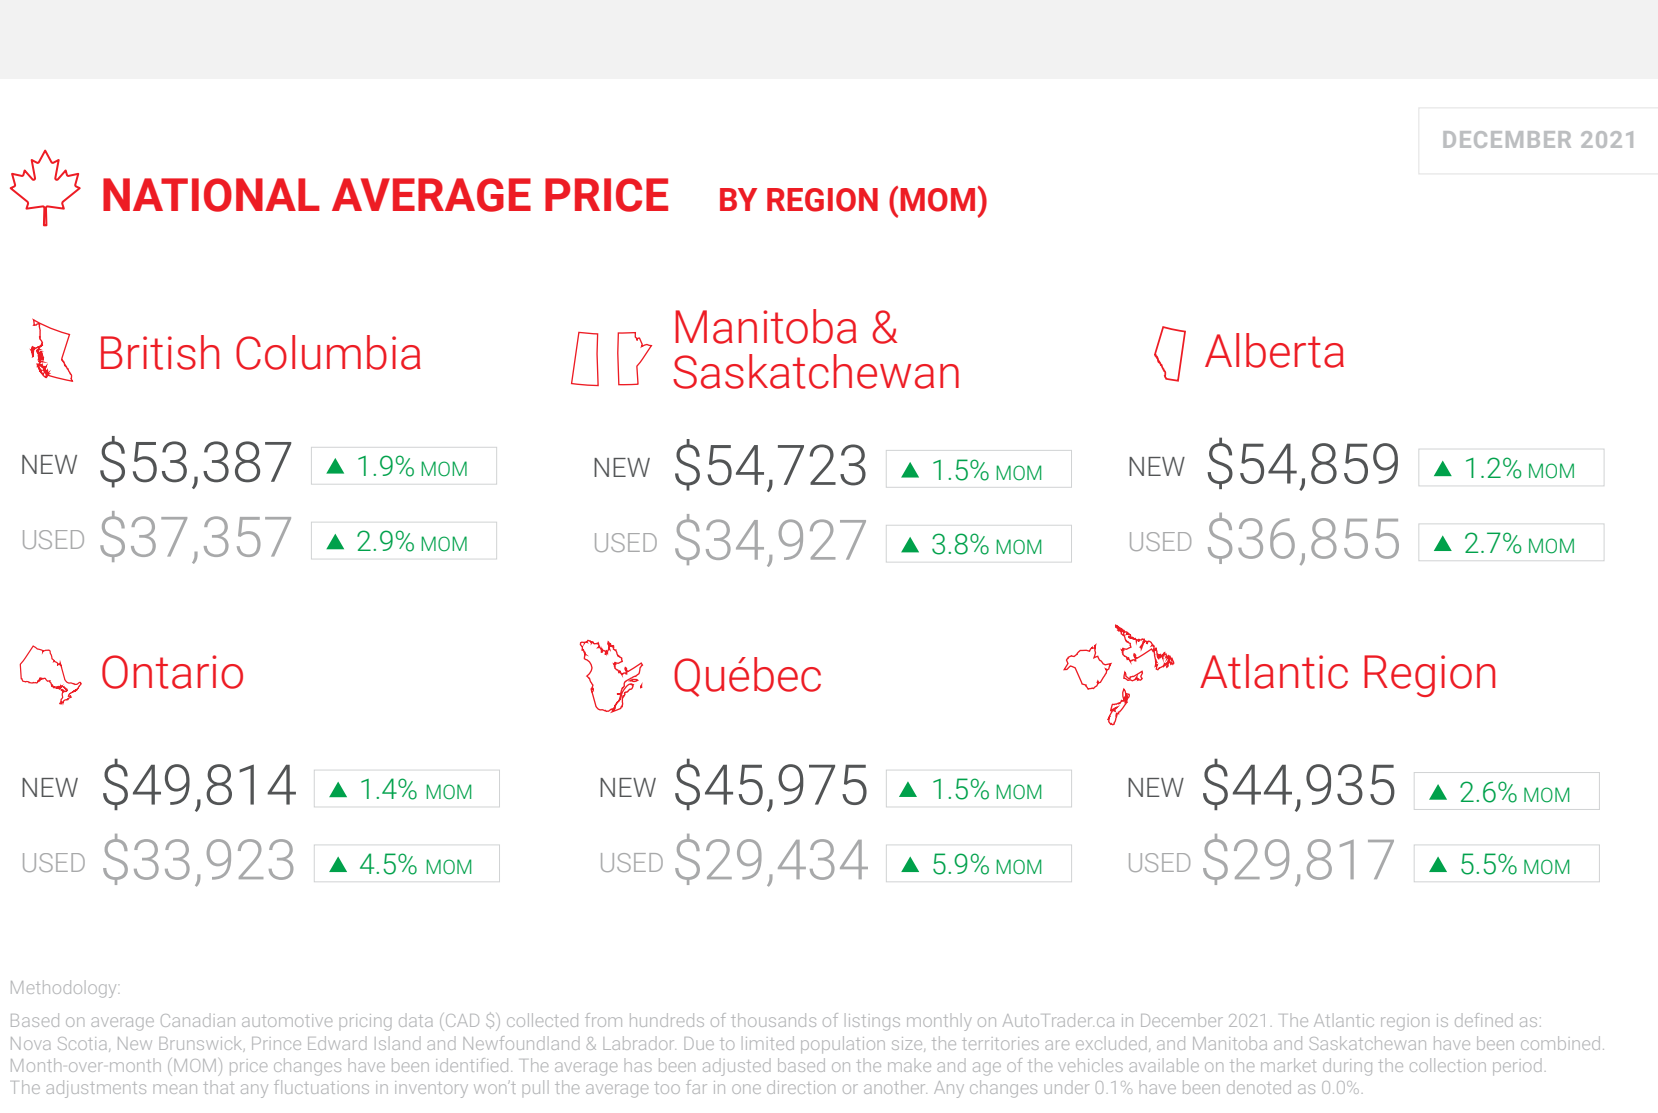 DECEMBER 2021
NATIONAL AVERAGE PRICE BY REGION (MOM)
British Columbia
NEW $53,387 ▲ 1.9% MOM
USED $37,357 ▲ 2.9% MOM
Manitoba &
Saskatchewan
NEW $54,723 ▲ 1.5% MOM
USED $34,927 ▲ 3.8% MOM
Alberta
NEW $54,859 ▲ 1.2% MOM
USED $36,855 ▲ 2.7% MOM
Ontario
NEW $49,814 ▲ 1.4% MOM
USED $33,923 ▲ 4.5% MOM
Québec
NEW $45,975 ▲ 1.5% MOM
USED $29,434 ▲ 5.9% MOM
Atlantic Region
NEW $44,935 ▲ 2.6% MOM
USED $29,817 ▲ 5.5% MOM
Methodology:
Based on average Canadian automotive pricing data (CAD $) collected from hundreds of thousands of listings monthly on AutoTrader.ca in December 2021. The Atlantic region is defined as:
Nova Scotia, New Brunswick, Prince Edward Island and Newfoundland & Labrador. Due to limited population size, the territories are excluded, and Manitoba and Saskatchewan have been combined.
Month-over-month (MOM) price changes have been identified. The average has been adjusted based on the make and age of the vehicles available on the market during the collection period.
The adjustments mean that any fluctuations in inventory won't pull the average too far in one direction or another. Any changes under 0.1% have been denoted as 0.0%.